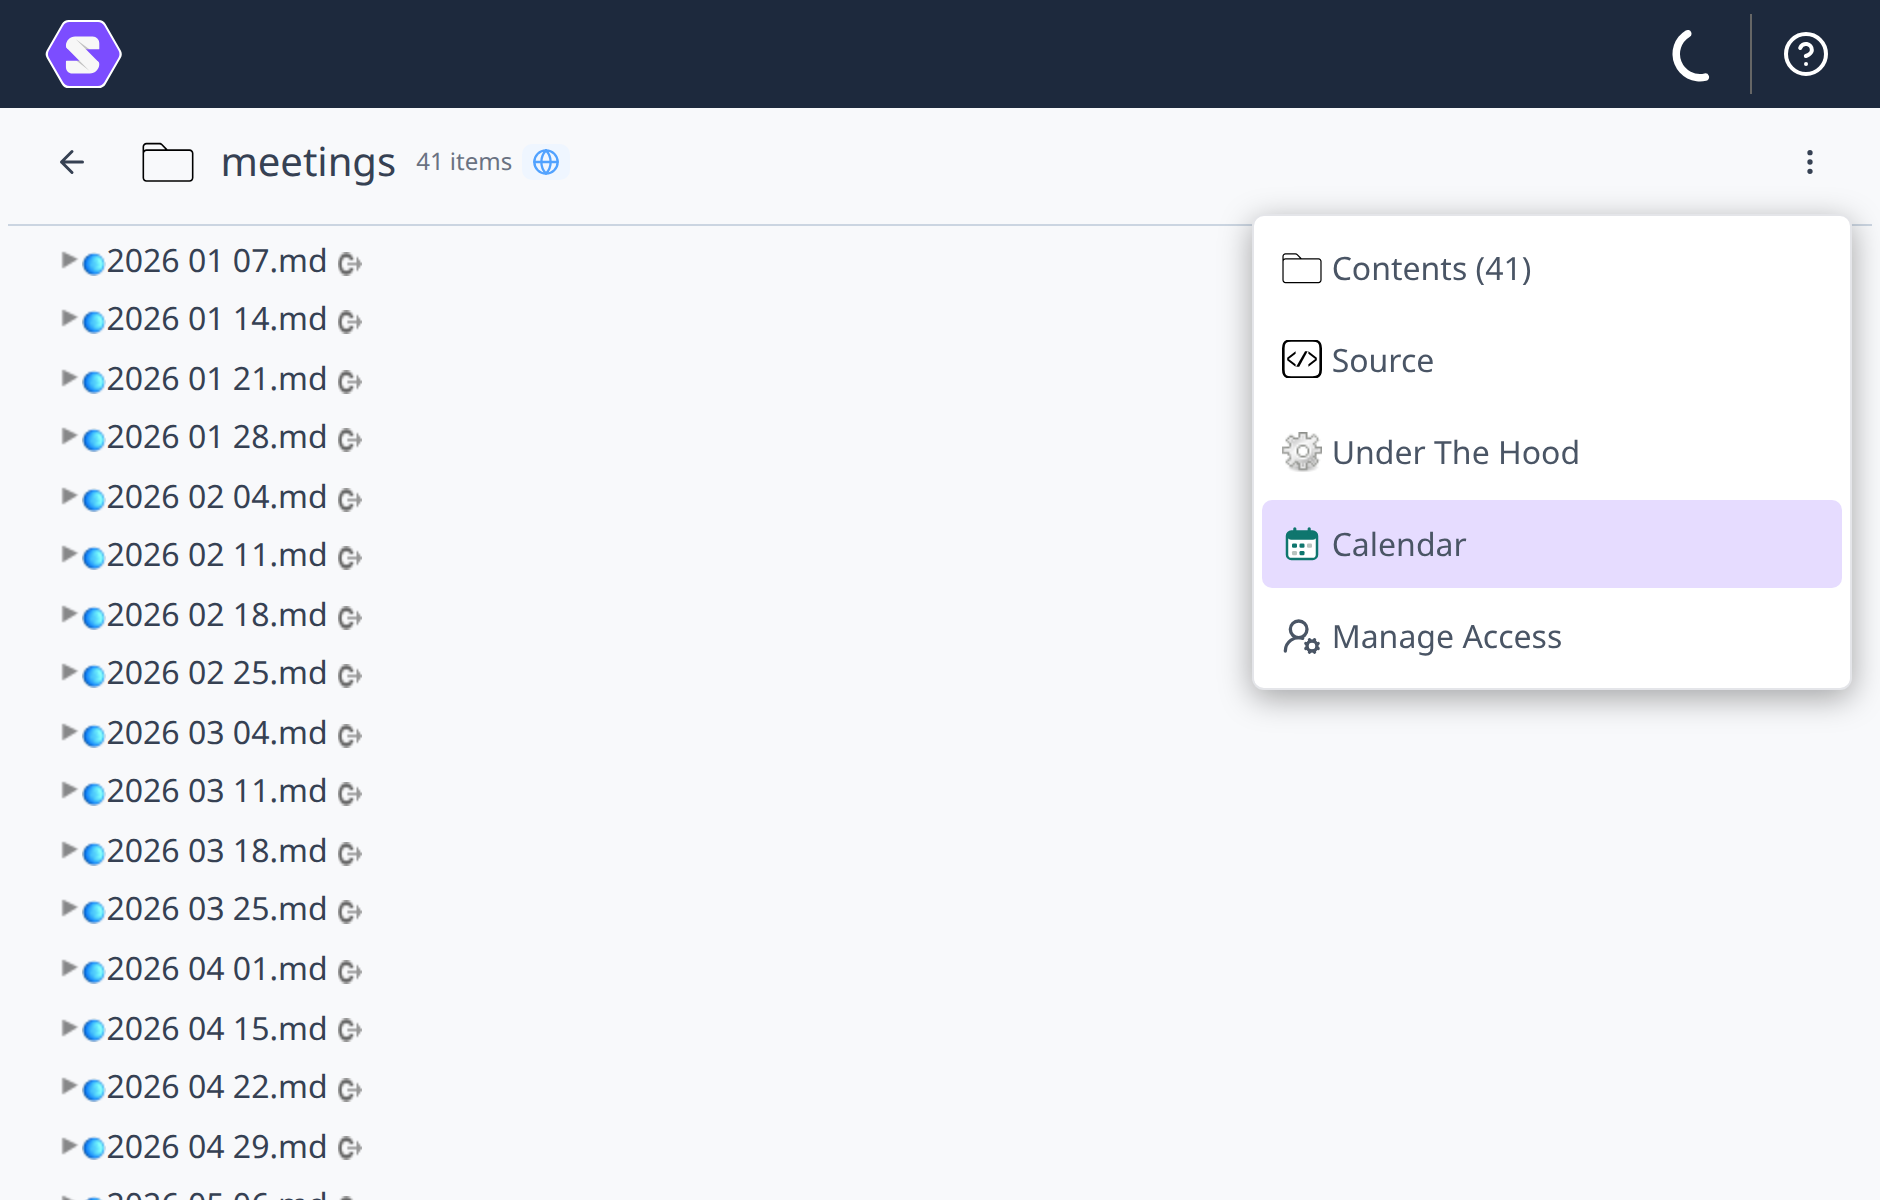 meetings 41 items
Contents (41)
Source
Under The Hood
Calendar
Manage Access
2026 01 07.md
2026 01 14.md
2026 01 21.md
2026 01 28.md
2026 02 04.md
2026 02 11.md
2026 02 18.md
2026 02 25.md
2026 03 04.md
2026 03 11.md
2026 03 18.md
2026 03 25.md
2026 04 01.md
2026 04 15.md
2026 04 22.md
2026 04 29.md
2026 05 06.md